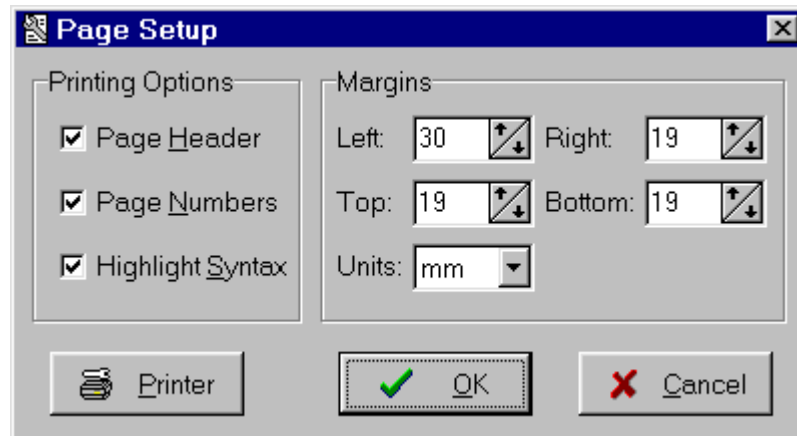 Page Setup
Printing Options
Page Header
Page Numbers
Highlight Syntax
Margins
Left: 30 Right: 19
Top: 19 Bottom: 19
Units: mm
Printer OK Cancel